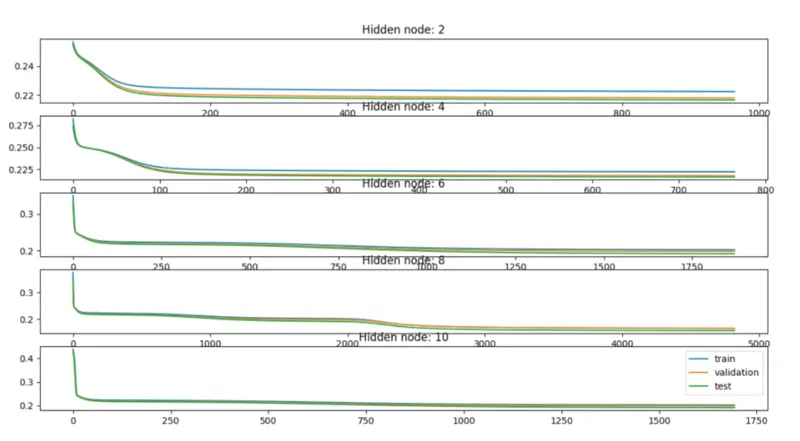 Hidden node: 2
0.24
0.22
0 200 400 600 800 1000
Hidden node: 4
0.275
0.250
0.225
0 100 200 300 400 500 600 700 800
Hidden node: 6
0.3
0.2
0 250 500 750 1000 1250 1500 1750
Hidden node: 8
0.3
0.2
0 1000 2000 3000 4000 5000
Hidden node: 10
0.4
0.3
0.2
train
validation
test
0 250 500 750 1000 1250 1500 1750